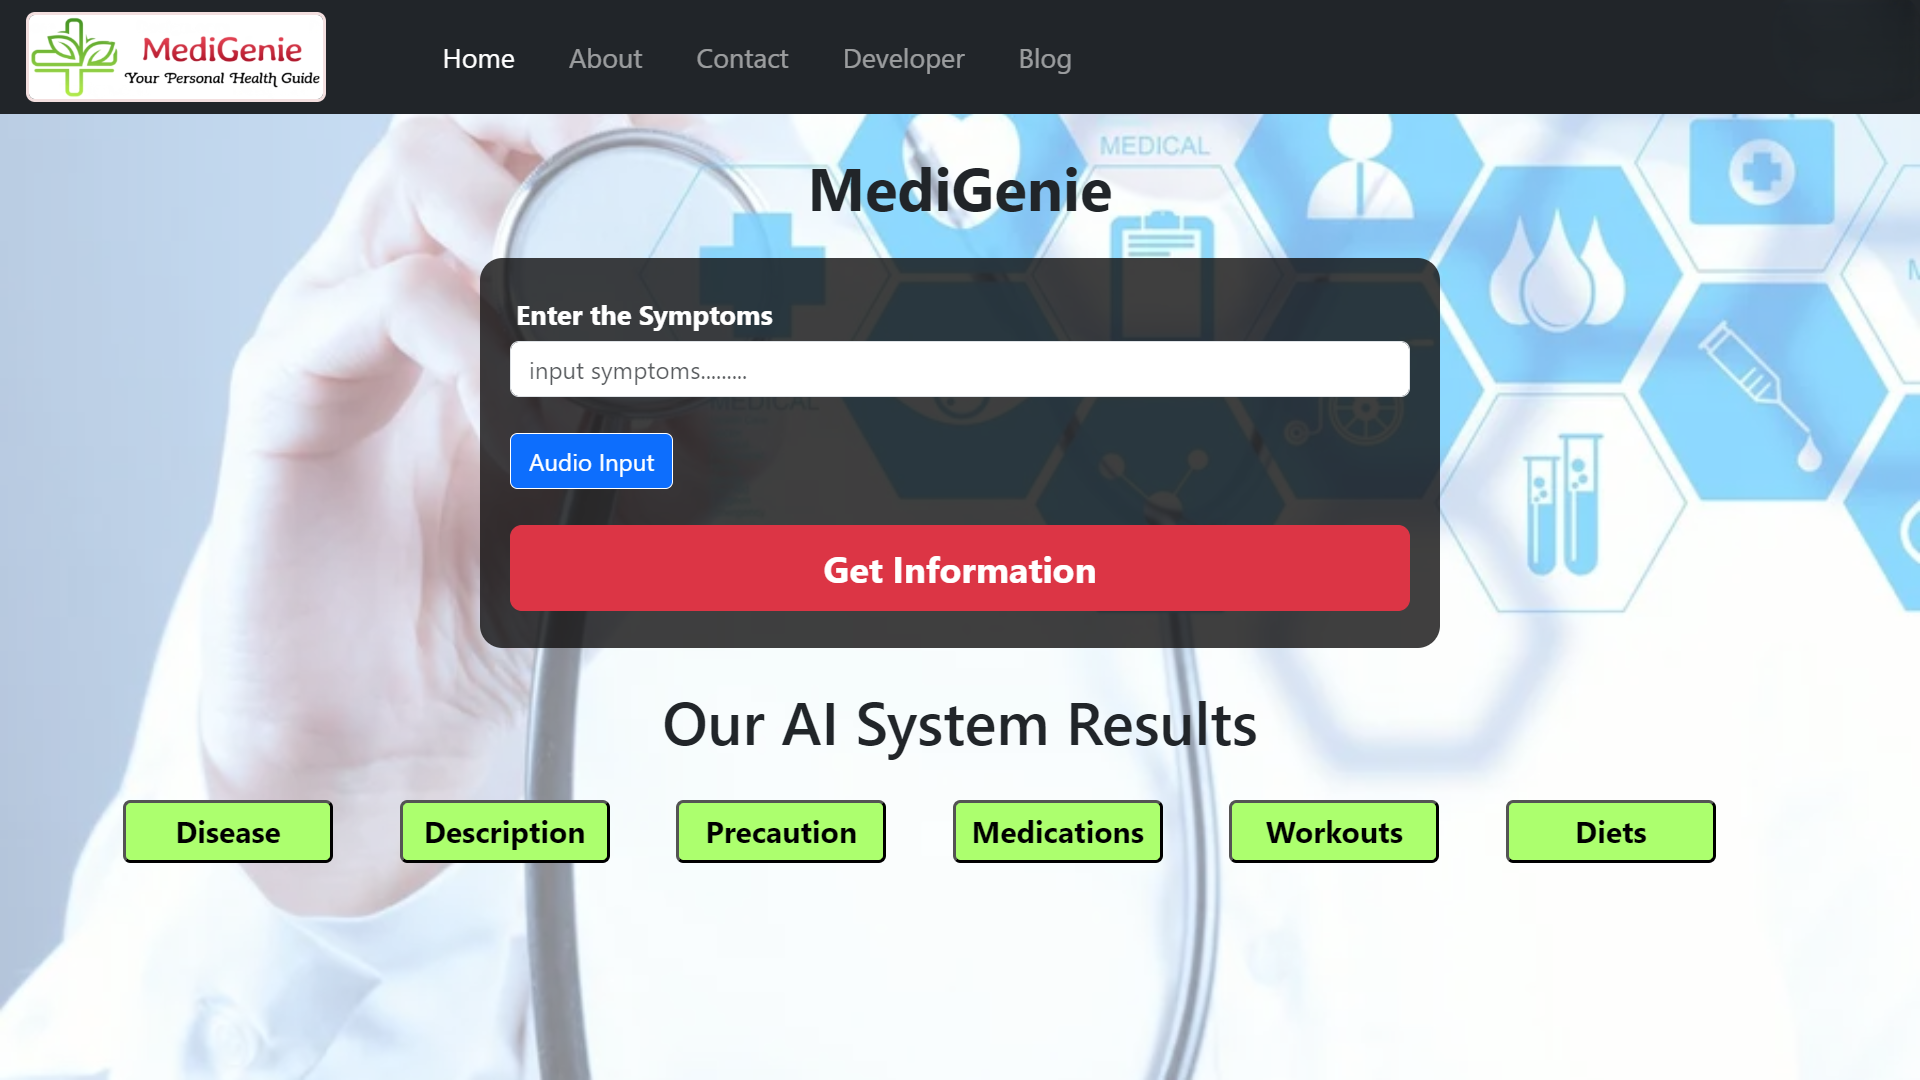 MediGenie
Your Personal Health Guide
Home
About
Contact
Developer
Blog
MEDICAL
MediGenie
Enter the Symptoms
input symptoms.........
MEDICAL
Audio Input
Get Information
Our AI System Results
Disease
Description
Precaution
Medications
Workouts
Diets